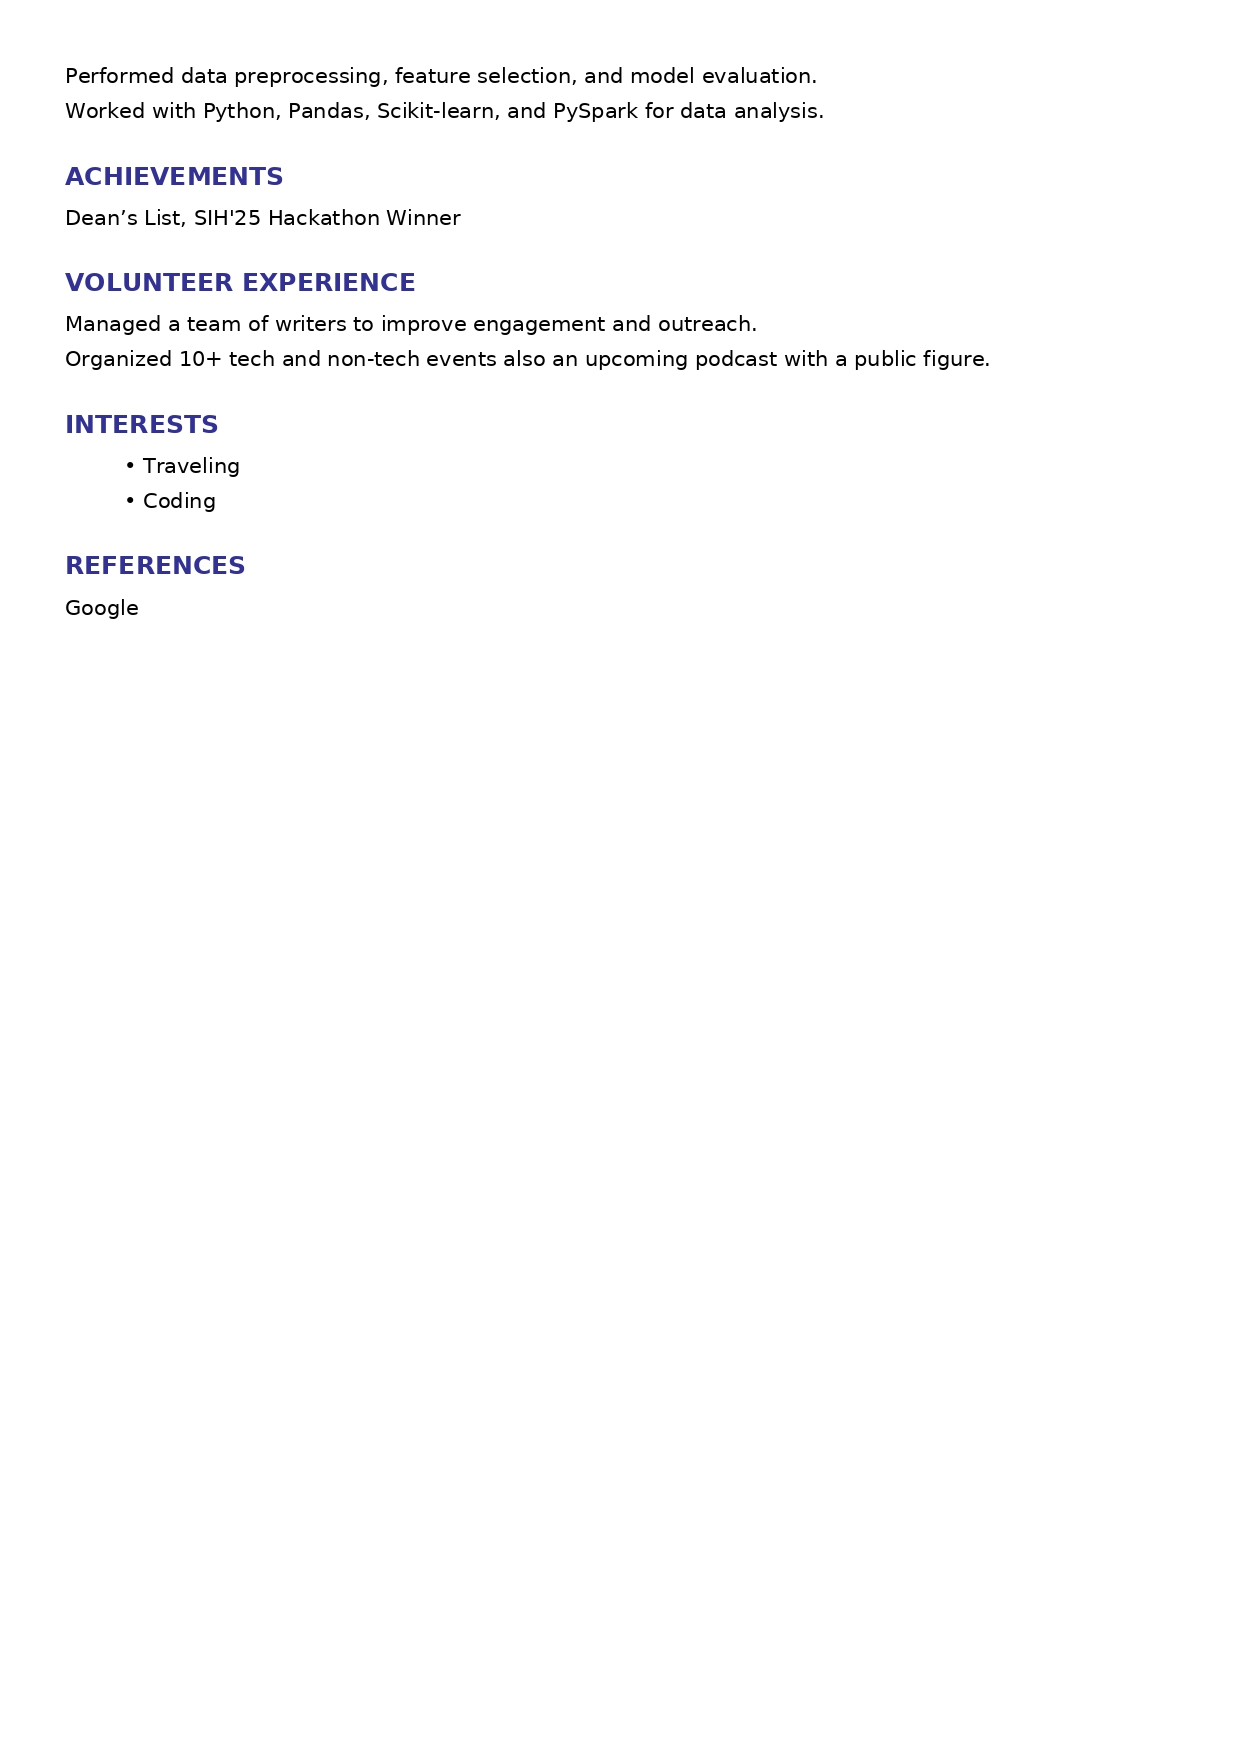 Performed data preprocessing, feature selection, and model evaluation.
Worked with Python, Pandas, Scikit-learn, and PySpark for data analysis.
ACHIEVEMENTS
Dean’s List, SIH'25 Hackathon Winner
VOLUNTEER EXPERIENCE
Managed a team of writers to improve engagement and outreach.
Organized 10+ tech and non-tech events also an upcoming podcast with a public figure.
INTERESTS
• Traveling
• Coding
REFERENCES
Google